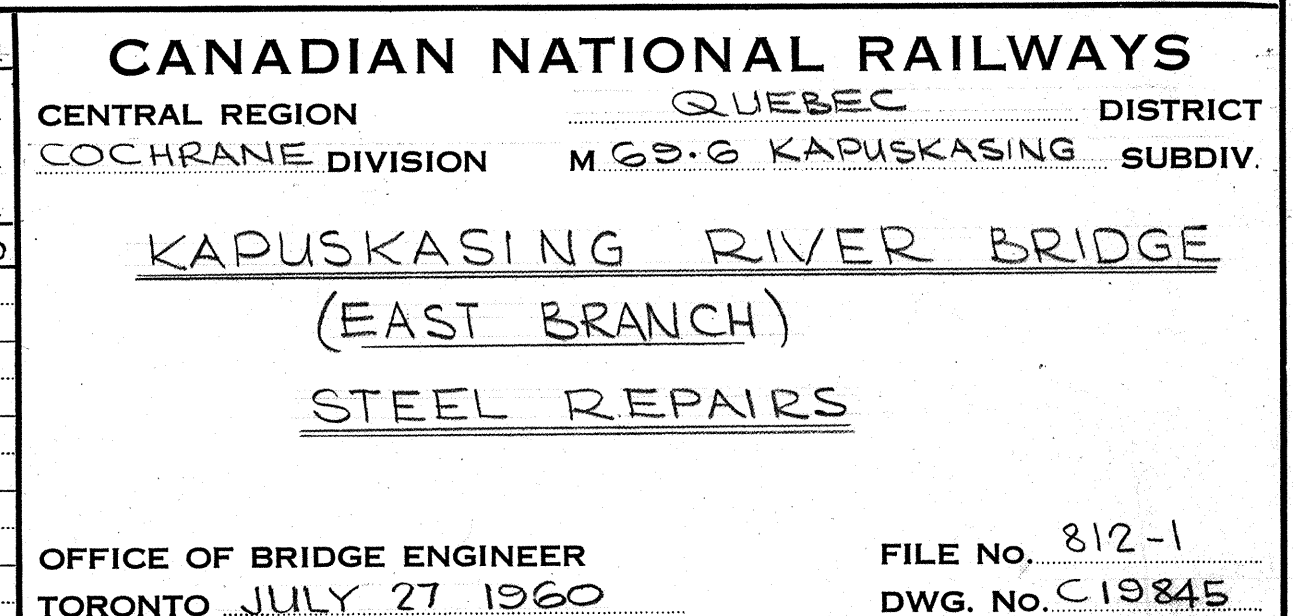 CANADIAN NATIONAL RAILWAYS
CENTRAL REGION QUEBEC DISTRICT
COCHRANE DIVISION M 69.6 KAPUSKASING SUBDIV.
KAPUSKASING RIVER BRIDGE
(EAST BRANCH)
STEEL REPAIRS
OFFICE OF BRIDGE ENGINEER FILE No. 812-1
TORONTO JULY 27 1960 DWG. No. C19845